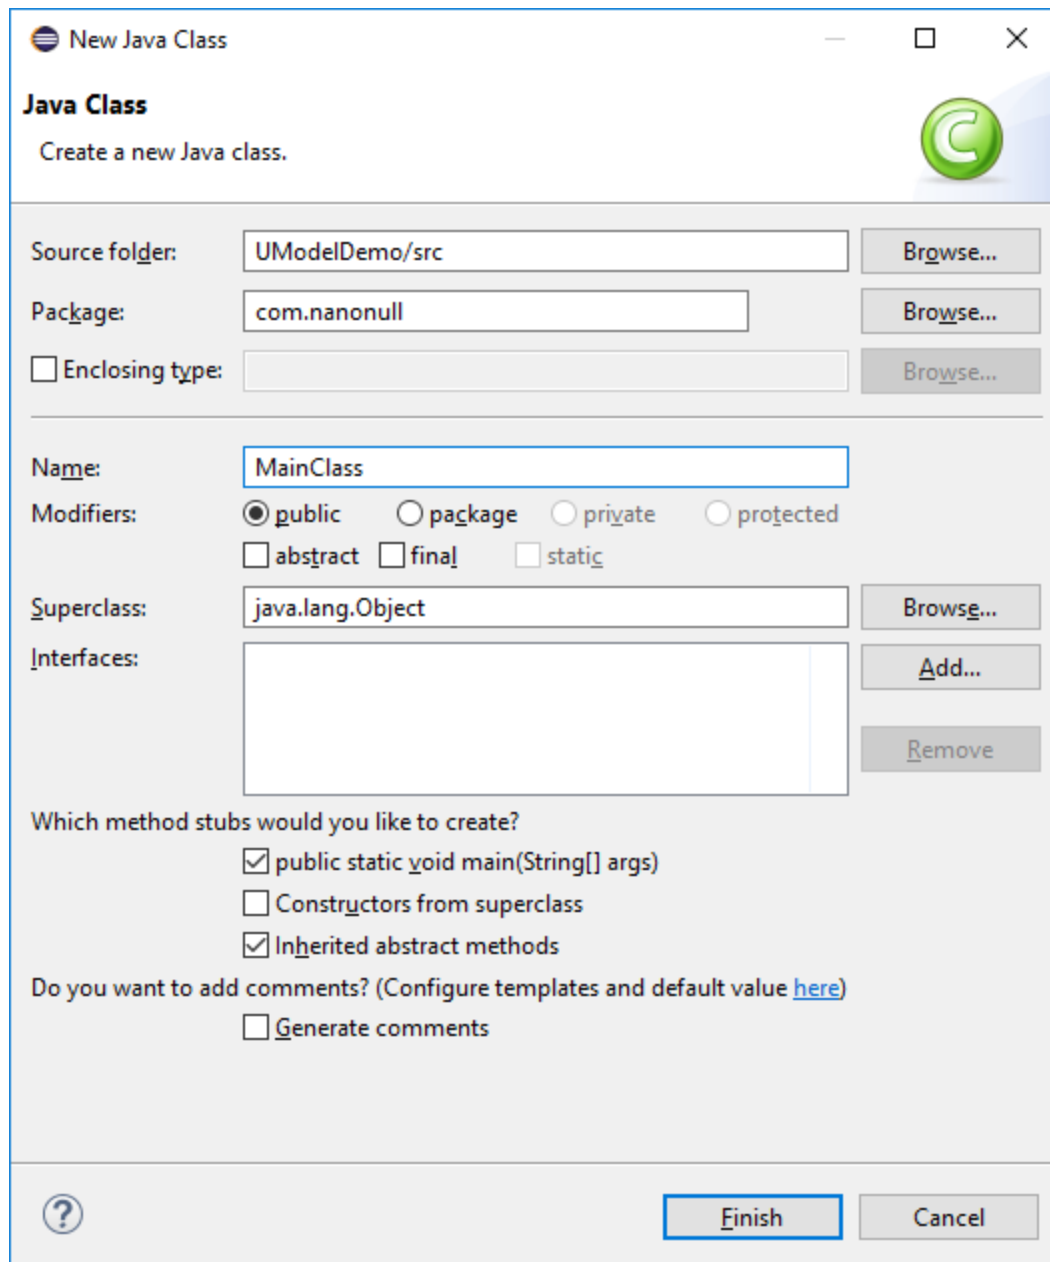 New Java Class
Java Class
Create a new Java class.
Source folder: UModelDemo/src Browse...
Package: com.nanonull Browse...
Enclosing type: Browse...
Name: MainClass
Modifiers: public package private protected
abstract final static
Superclass: java.lang.Object Browse...
Interfaces: Add...
Remove
Which method stubs would you like to create?
public static void main(String[] args)
Constructors from superclass
Inherited abstract methods
Do you want to add comments? (Configure templates and default value here)
Generate comments
? Finish Cancel